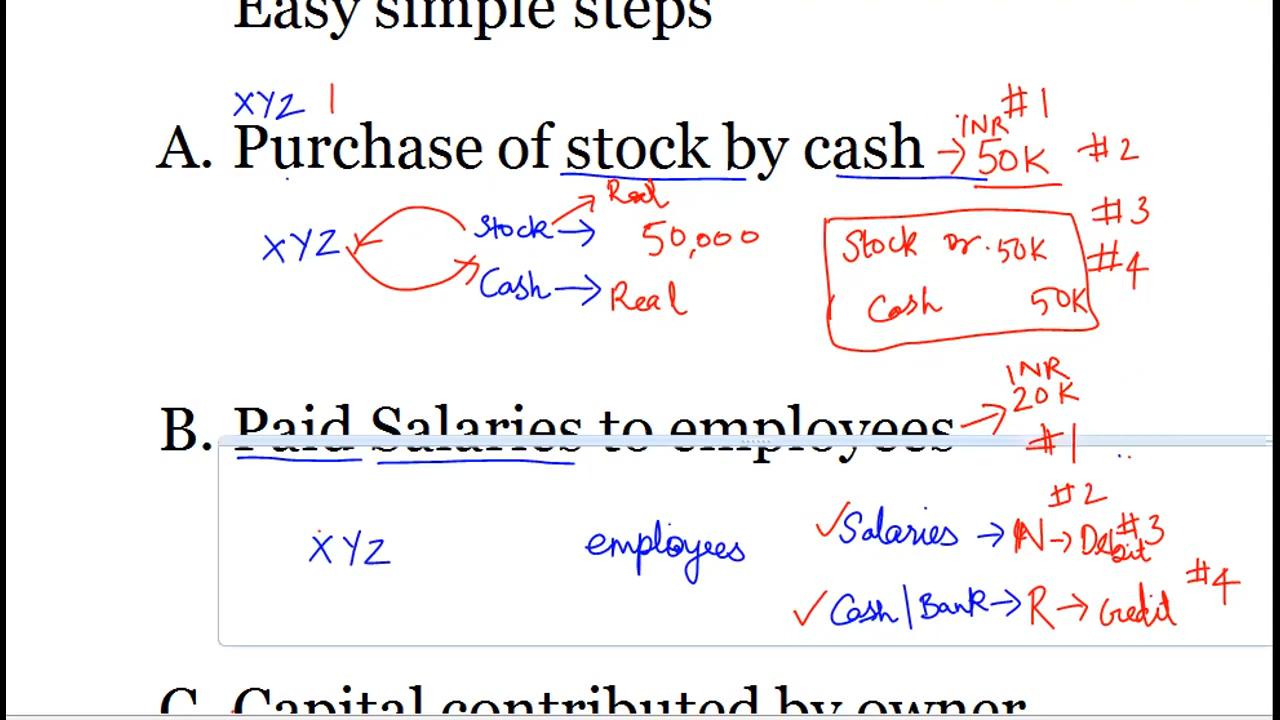 Easy simple steps
XYZ 1
A. Purchase of stock by cash → INR 50K #1
#2
XYZ Stock → Real 50,000
Cash → Real
Stock Dr. 50K #3
Cash 50K #4
B. Paid Salaries to employees → INR 20K
#1
XYZ employees
✓ Salaries → N → Debit #2 #3
✓ Cash | Bank → R → Credit #4
C. Capital contributed by owner